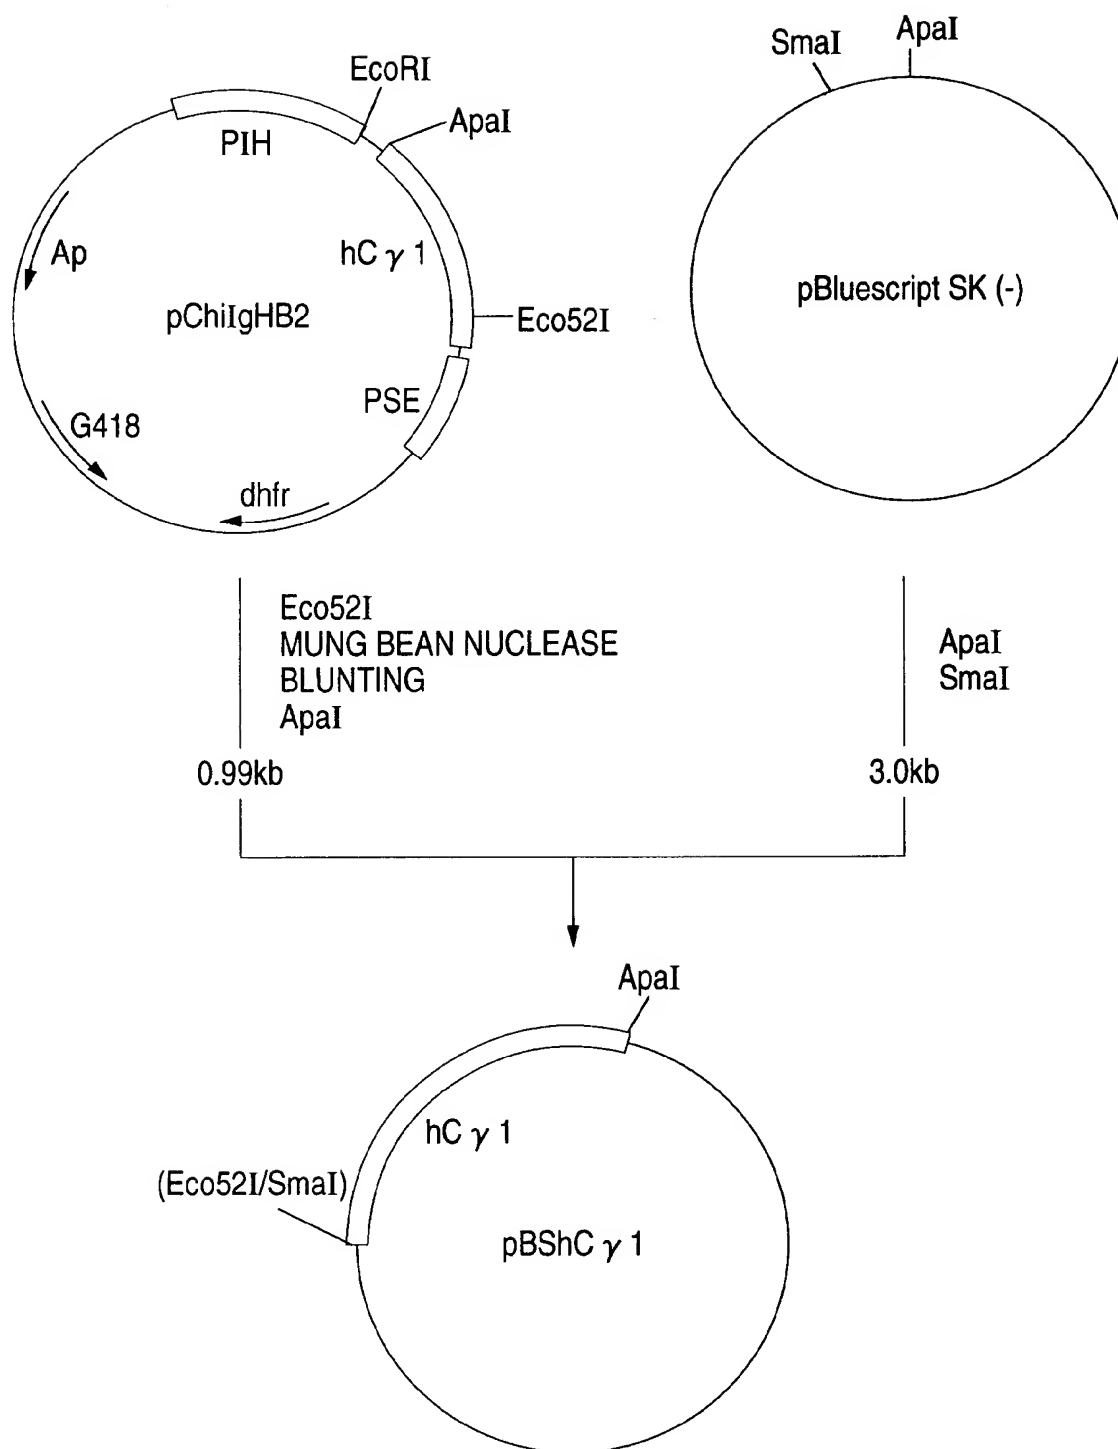 EcoRI
ApaI
PIH
hC γ 1
Ap
pChiIgHB2
Eco52I
PSE
G418
dhfr
SmaI
ApaI
pBluescript SK (-)
Eco52I
MUNG BEAN NUCLEASE
BLUNTING
ApaI
0.99kb
ApaI
SmaI
3.0kb
ApaI
hC γ 1
(Eco52I/SmaI)
pBShC γ 1